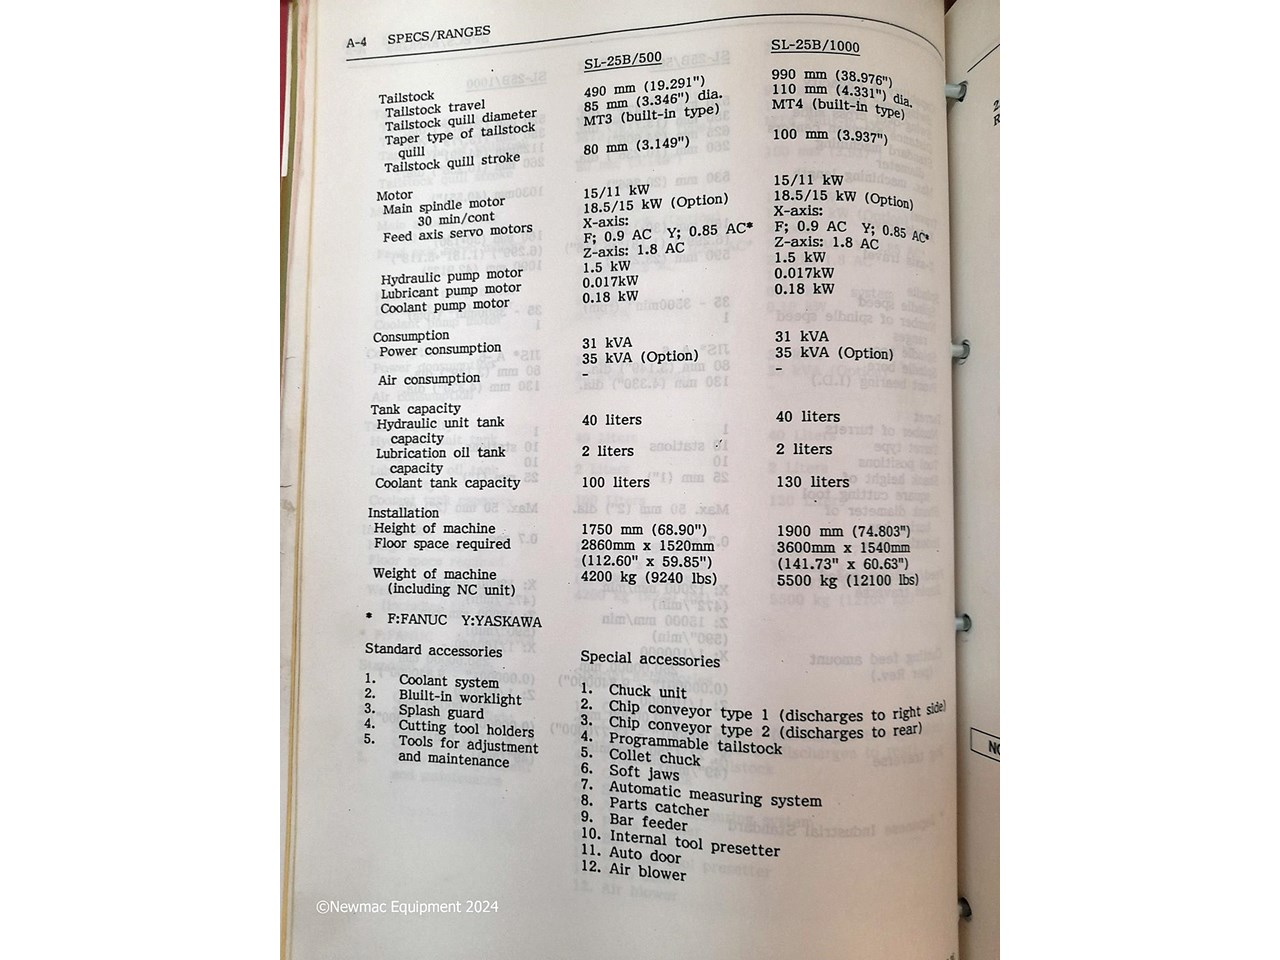 A-4 SPECS/RANGES
SL-25B/500 SL-25B/1000
Tailstock
Tailstock travel 490 mm (19.291") 990 mm (38.976")
Tailstock quill diameter 85 mm (3.346") dia. 110 mm (4.331") dia.
Taper type of tailstock MT3 (built-in type) MT4 (built-in type)
quill
Tailstock quill stroke 80 mm (3.149") 100 mm (3.937")
Motor
Main spindle motor 15/11 kW 15/11 kW
30 min/cont 18.5/15 kW (Option) 18.5/15 kW (Option)
Feed axis servo motors X-axis: X-axis:
F; 0.9 AC Y; 0.85 AC* F; 0.9 AC Y; 0.85 AC*
Z-axis: 1.8 AC Z-axis: 1.8 AC
Hydraulic pump motor 1.5 kW 1.5 kW
Lubricant pump motor 0.017kW 0.017kW
Coolant pump motor 0.18 kW 0.18 kW
Consumption
Power consumption 31 kVA 31 kVA
35 kVA (Option) 35 kVA (Option)
Air consumption - -
Tank capacity
Hydraulic unit tank 40 liters 40 liters
capacity
Lubrication oil tank 2 liters 2 liters
capacity
Coolant tank capacity 100 liters 130 liters
Installation
Height of machine 1750 mm (68.90") 1900 mm (74.803")
Floor space required 2860mm x 1520mm 3600mm x 1540mm
(112.60" x 59.85") (141.73" x 60.63")
Weight of machine 4200 kg (9240 lbs) 5500 kg (12100 lbs)
(including NC unit)
* F:FANUC Y:YASKAWA
Standard accessories
1. Coolant system
2. Bluilt-in worklight
3. Splash guard
4. Cutting tool holders
5. Tools for adjustment
and maintenance
Special accessories
1. Chuck unit
2. Chip conveyor type 1 (discharges to right side)
3. Chip conveyor type 2 (discharges to rear)
4. Programmable tailstock
5. Collet chuck
6. Soft jaws
7. Automatic measuring system
8. Parts catcher
9. Bar feeder
10. Internal tool presetter
11. Auto door
12. Air blower
©Newmac Equipment 2024